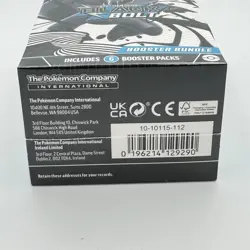 BOLT
BOOSTER BUNDLE
INCLUDES 6 BOOSTER PACKS
The Pokémon Company
INTERNATIONAL
The Pokémon Company International
10400 NE 4th Street, Suite 2800
Bellevue, WA 98004
The Pokémon Company International
3rd Floor Building 10, Chiswick Park
566 Chiswick High Road
London W4 5XS United Kingdom
3rd Floor, 2 Central Plaza, Dame Street
Dublin 2, D02 T0X4, Ireland
Retain these addresses for your records.
UK
CA
CE
10-10115-112
0 196214 129290